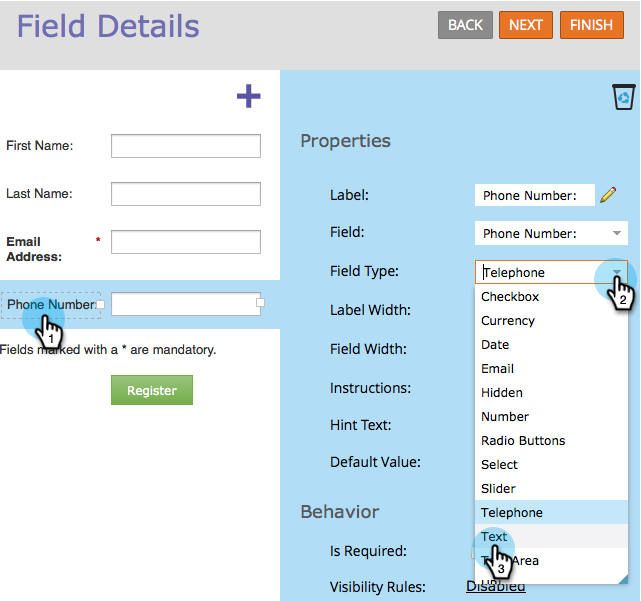 Field Details
BACK
NEXT
FINISH
First Name:
Last Name:
Email
Address:
*
Phone Number:
1
Fields marked with a * are mandatory.
Register
Properties
Label:
Phone Number:
Field:
Phone Number:
Field Type:
Telephone
2
Checkbox
Currency
Date
Email
Hidden
Number
Radio Buttons
Select
Slider
Telephone
Text
3
Area
Label Width:
Field Width:
Instructions:
Hint Text:
Default Value:
Behavior
Is Required:
Visibility Rules:
Disabled